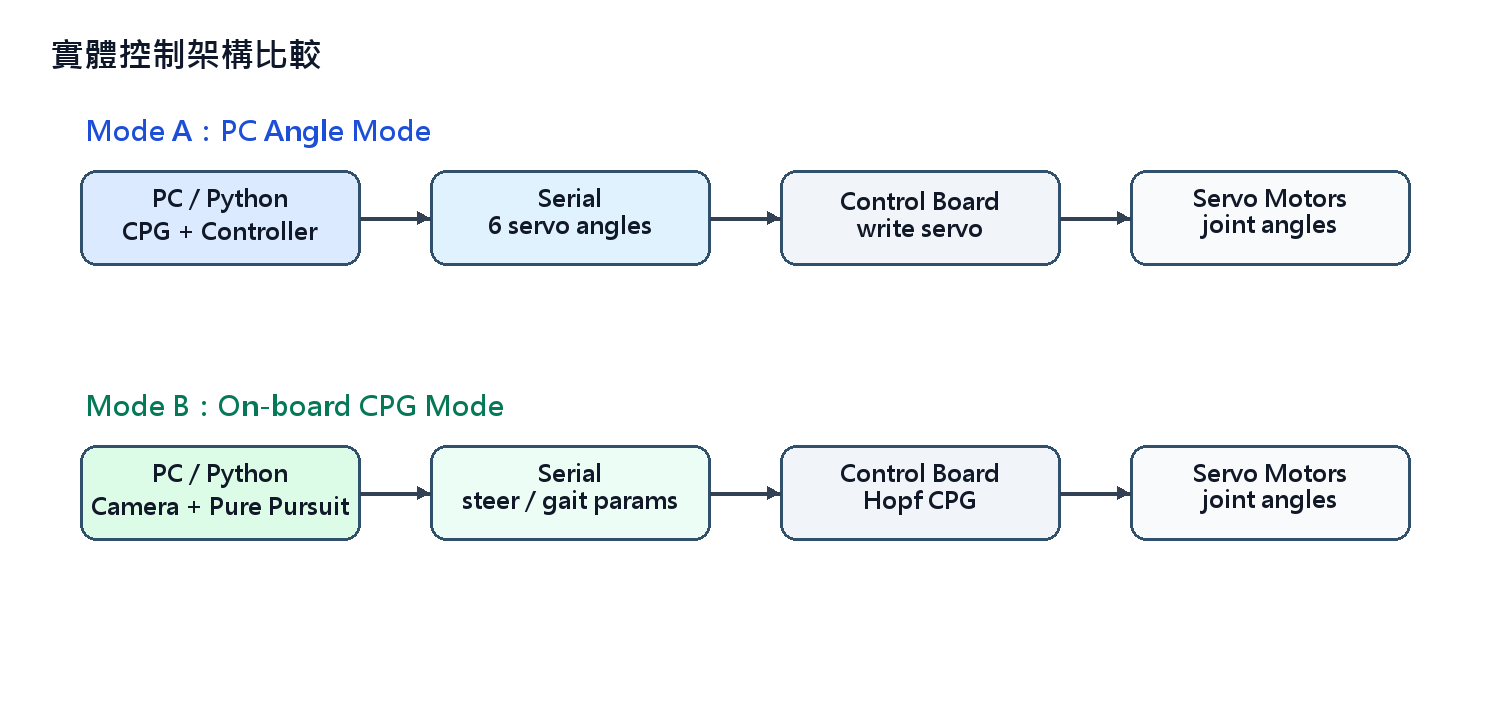 實體控制架構比較
Mode A：PC Angle Mode
PC / Python
CPG + Controller
Serial
6 servo angles
Control Board
write servo
Servo Motors
joint angles
Mode B：On-board CPG Mode
PC / Python
Camera + Pure Pursuit
Serial
steer / gait params
Control Board
Hopf CPG
Servo Motors
joint angles